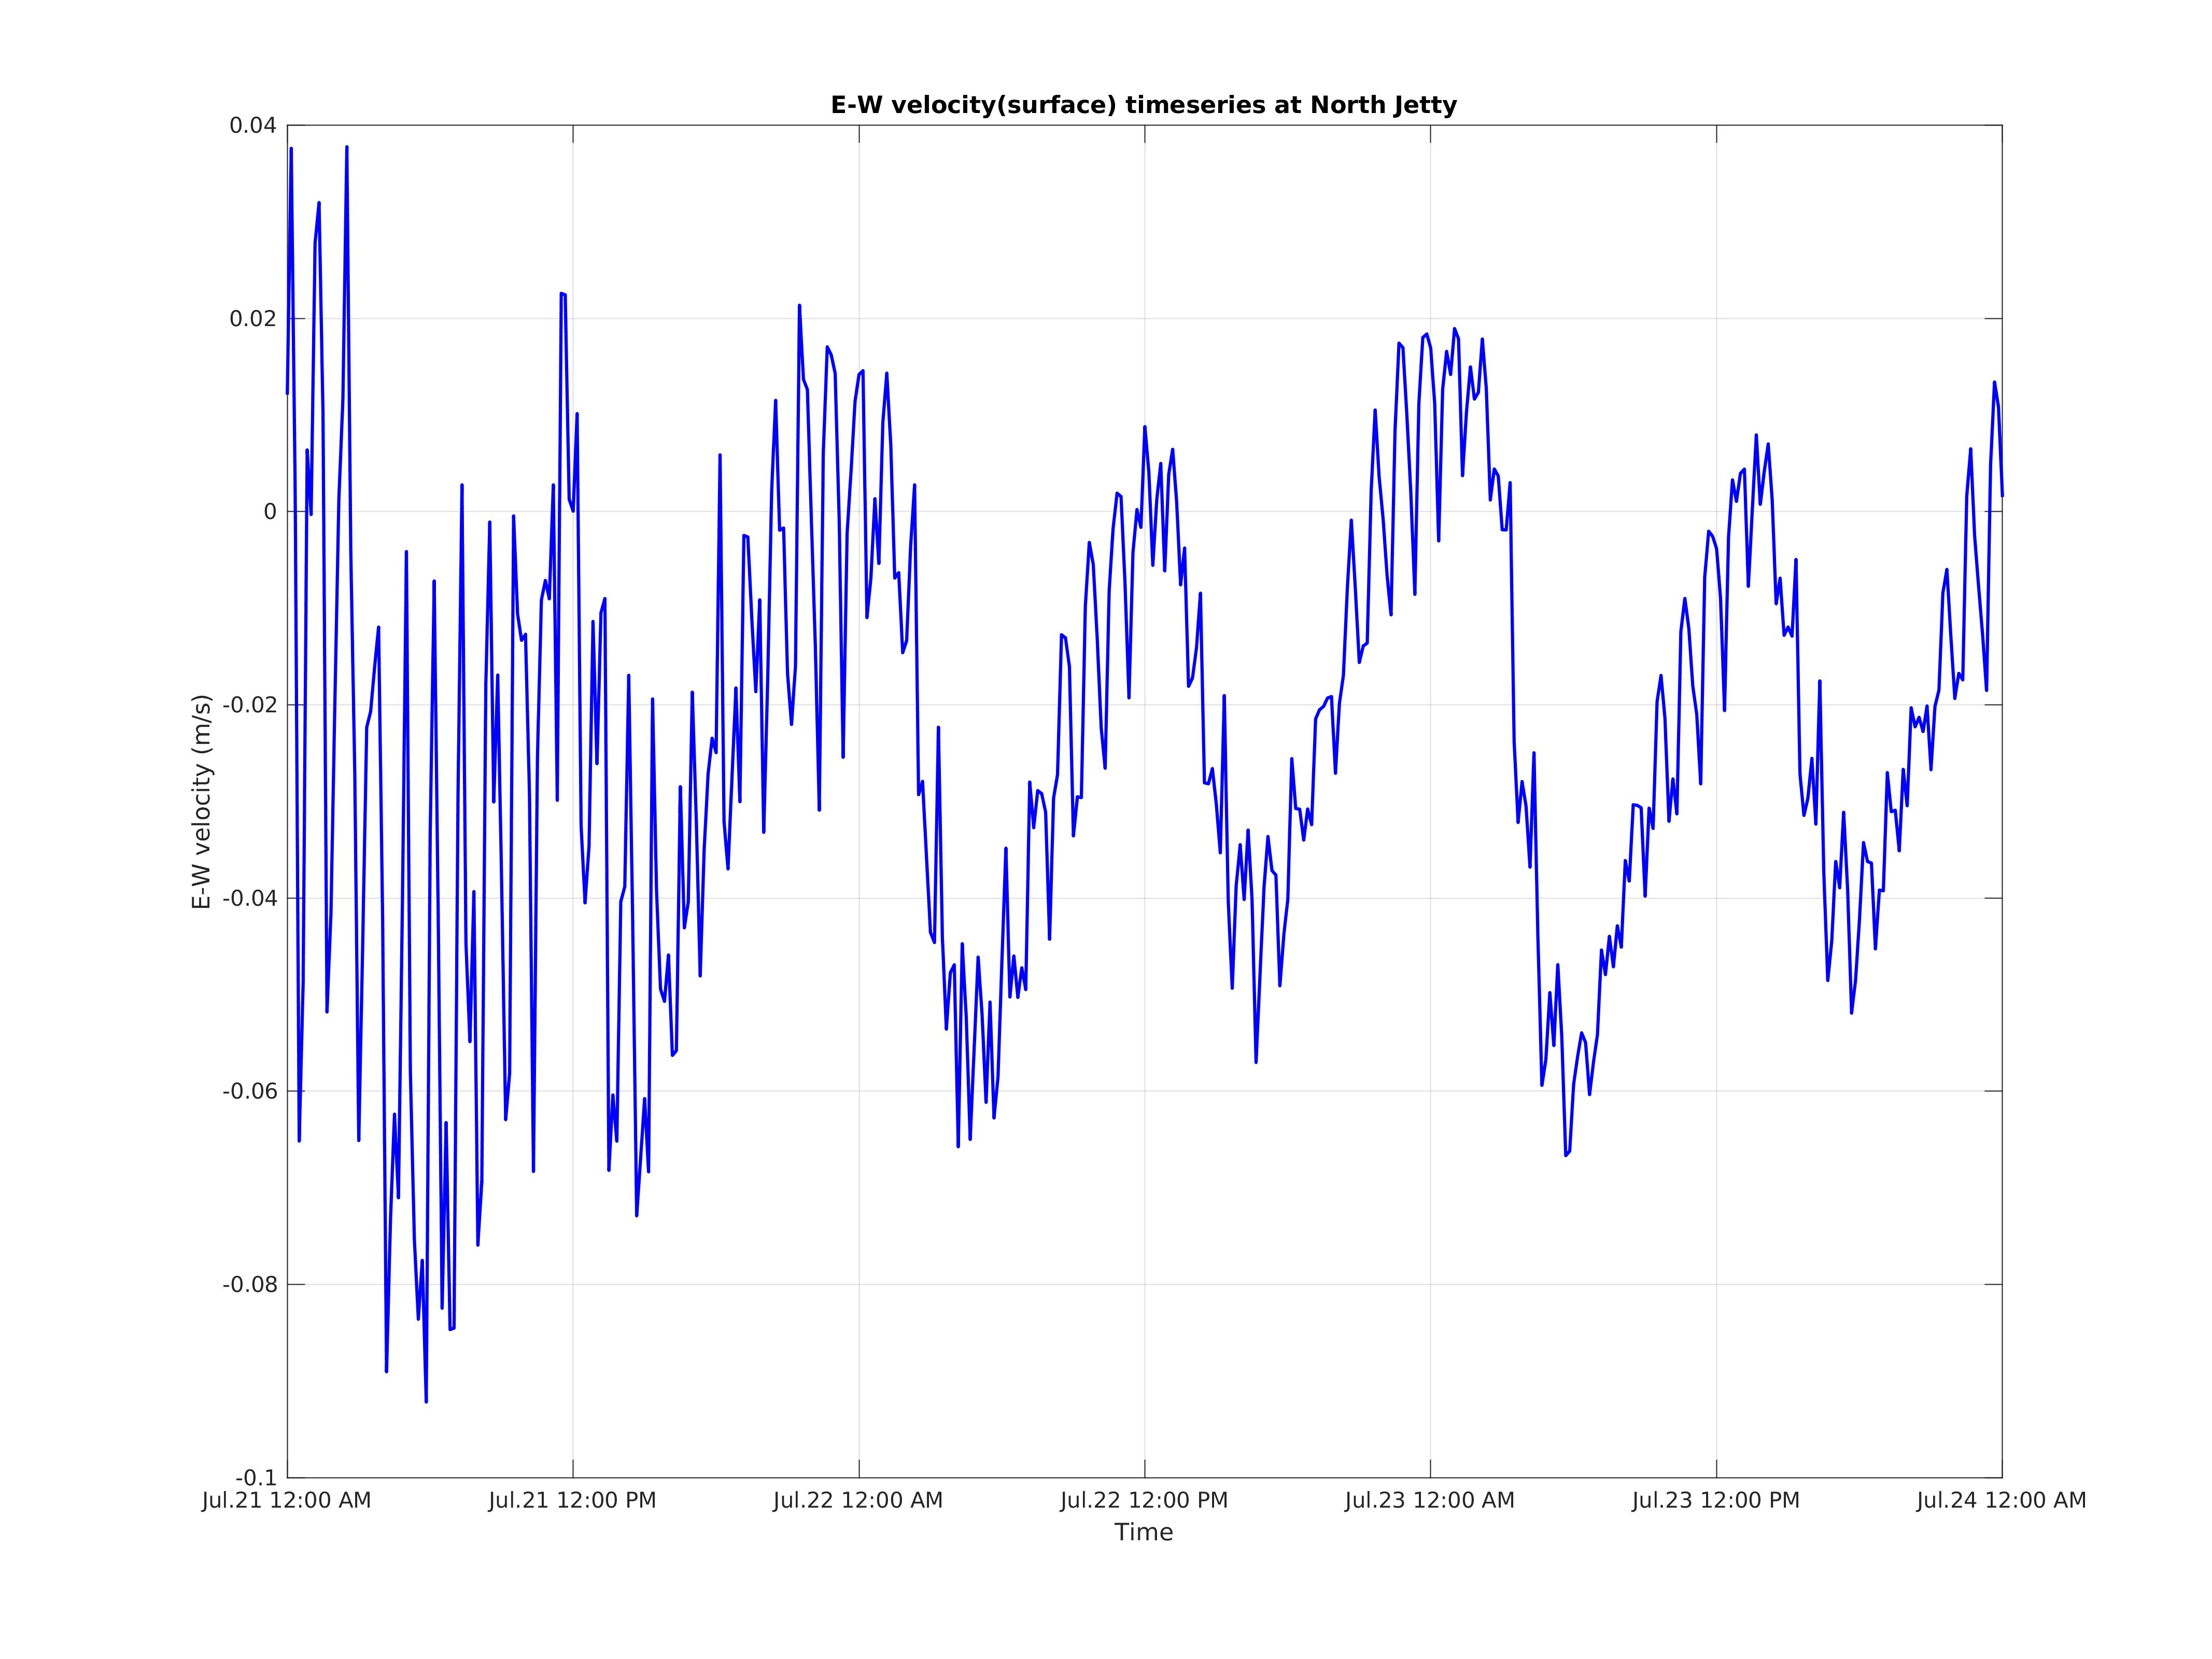 E-W velocity(surface) timeseries at North Jetty
0.04
0.02
0
-0.02
-0.04
-0.06
-0.08
-0.1
E-W velocity (m/s)
Jul.21 12:00 AM Jul.21 12:00 PM Jul.22 12:00 AM Jul.22 12:00 PM Jul.23 12:00 AM Jul.23 12:00 PM Jul.24 12:00 AM
Time